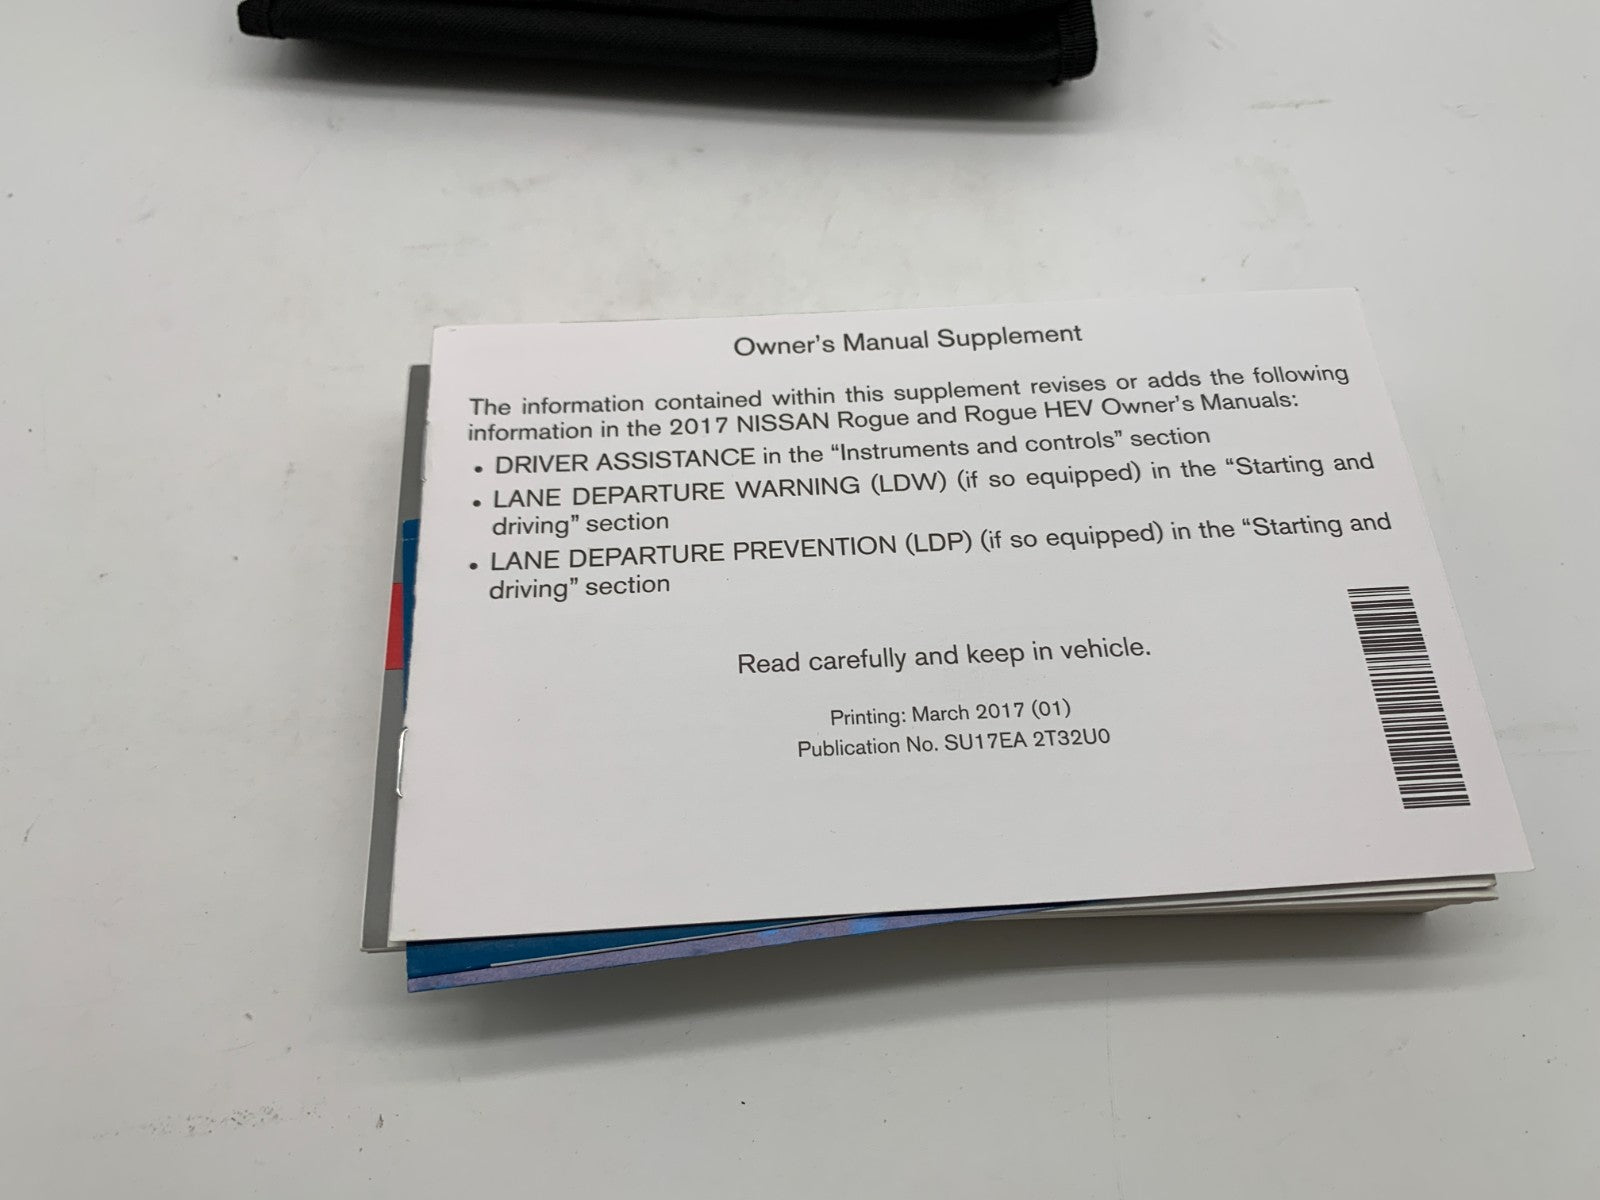 Owner's Manual Supplement
The information contained within this supplement revises or adds the following
information in the 2017 NISSAN Rogue and Rogue HEV Owner's Manuals:
• DRIVER ASSISTANCE in the “Instruments and controls” section
• LANE DEPARTURE WARNING (LDW) (if so equipped) in the “Starting and
driving” section
• LANE DEPARTURE PREVENTION (LDP) (if so equipped) in the “Starting and
driving” section
Read carefully and keep in vehicle.
Printing: March 2017 (01)
Publication No. SU17EA 2T32U0